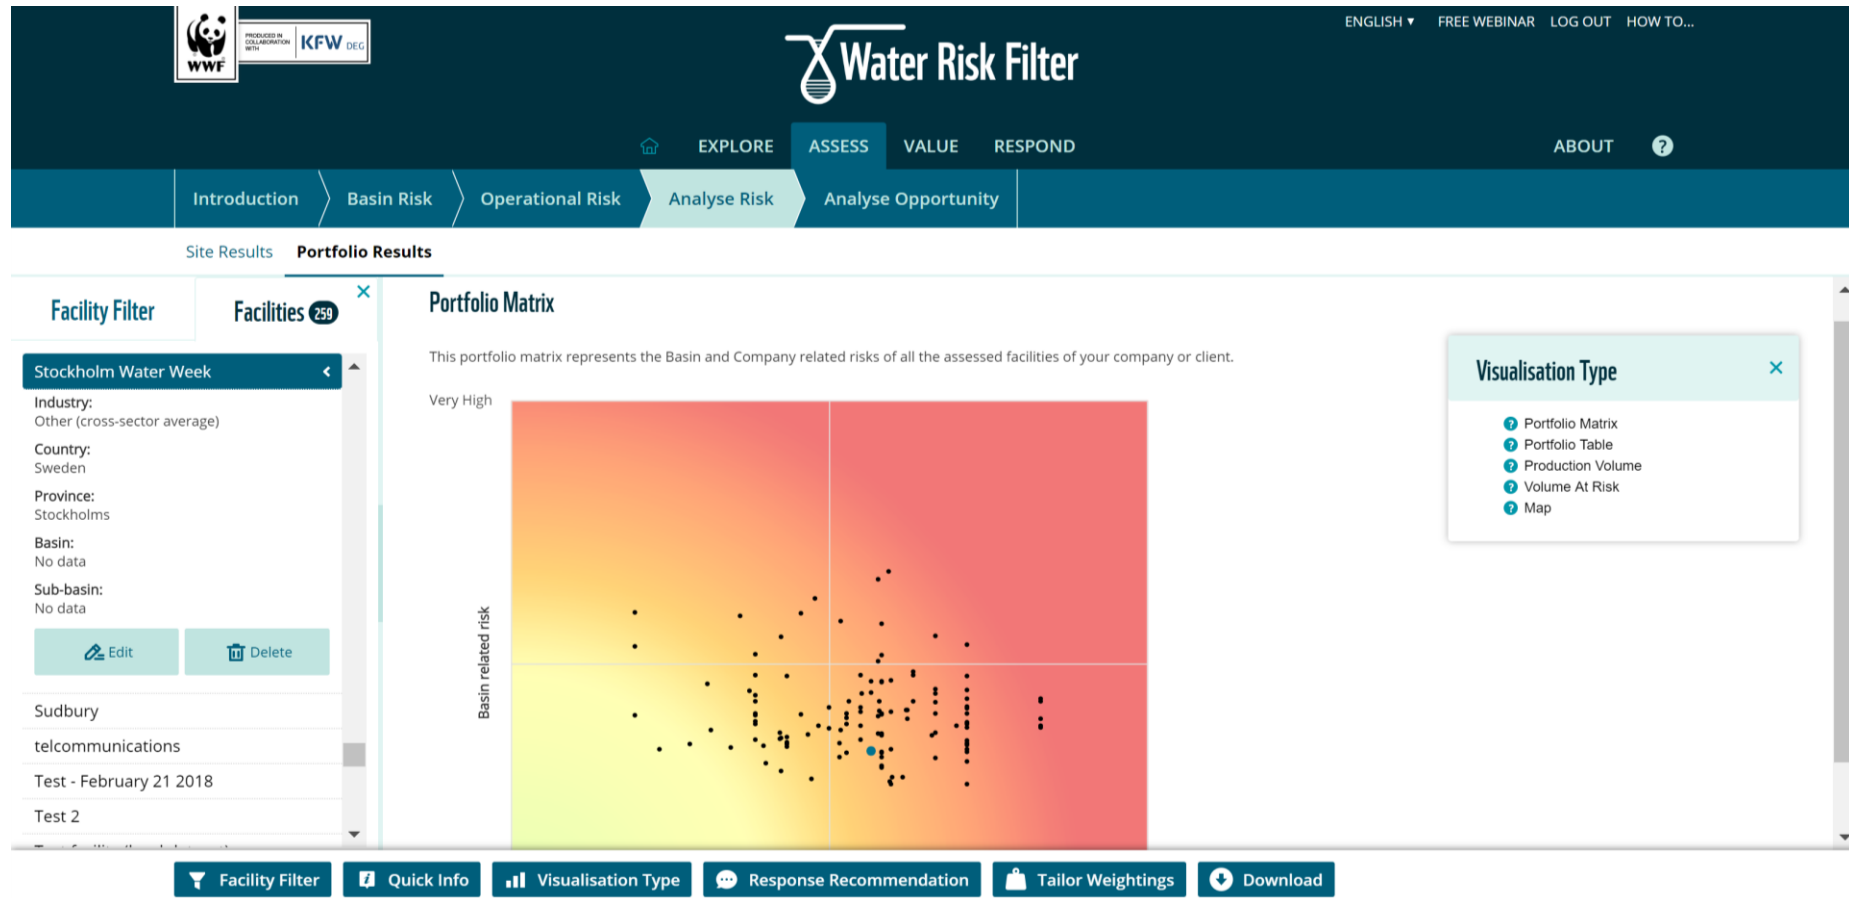 WWF
PRODUCED IN
COLLABORATION
WITH
KFW DEG
Water Risk Filter
ENGLISH ▼ FREE WEBINAR LOG OUT HOW TO...
EXPLORE ASSESS VALUE RESPOND
ABOUT ?
Introduction Basin Risk Operational Risk Analyse Risk Analyse Opportunity
Site Results Portfolio Results
Facility Filter Facilities 259
Stockholm Water Week
Industry:
Other (cross-sector average)
Country:
Sweden
Province:
Stockholms
Basin:
No data
Sub-basin:
No data
Edit Delete
Sudbury
telcommunications
Test - February 21 2018
Test 2
Portfolio Matrix
This portfolio matrix represents the Basin and Company related risks of all the assessed facilities of your company or client.
Very High
Basin related risk
Visualisation Type
? Portfolio Matrix
? Portfolio Table
? Production Volume
? Volume At Risk
? Map
Facility Filter Quick Info Visualisation Type Response Recommendation Tailor Weightings Download